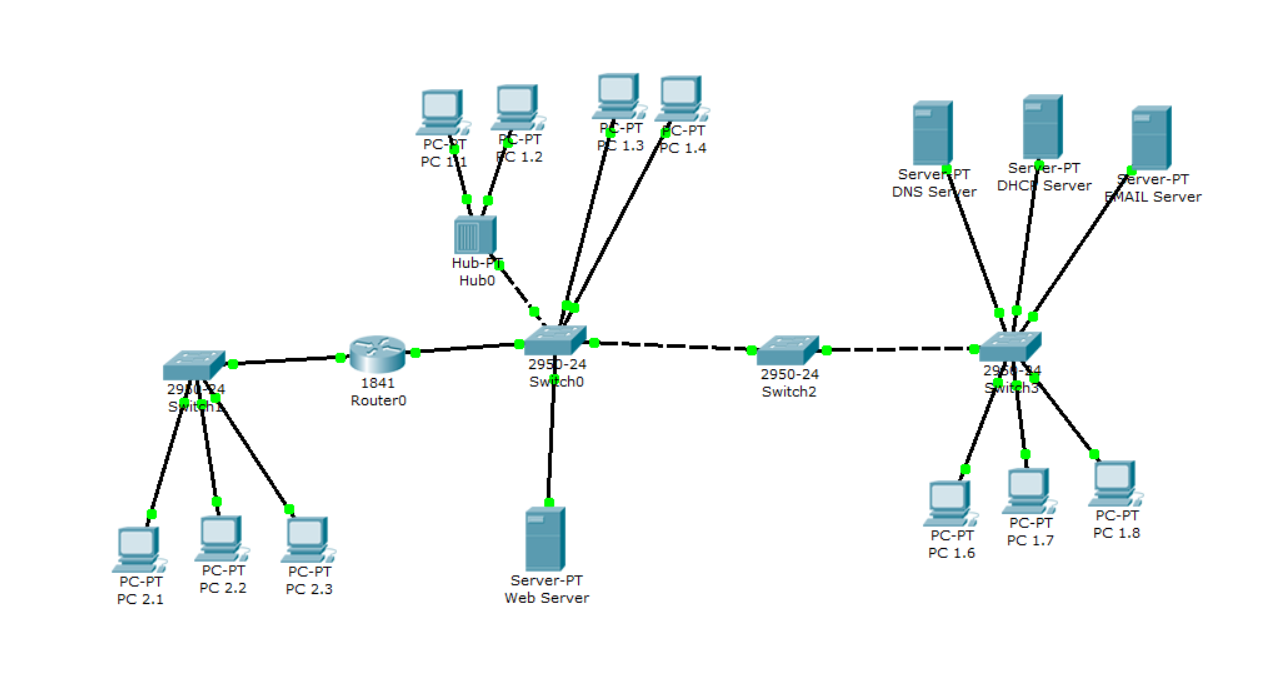 PC-PT
PC 1.1
PC-PT
PC 1.2
PC-PT
PC 1.3
PC-PT
PC 1.4
Server-PT
DNS Server
Server-PT
DHCP Server
Server-PT
EMAIL Server
Hub-PT
Hub0
2950-24
Switch1
1841
Router0
2950-24
Switch0
2950-24
Switch2
2950-24
Switch3
PC-PT
PC 2.1
PC-PT
PC 2.2
PC-PT
PC 2.3
Server-PT
Web Server
PC-PT
PC 1.6
PC-PT
PC 1.7
PC-PT
PC 1.8